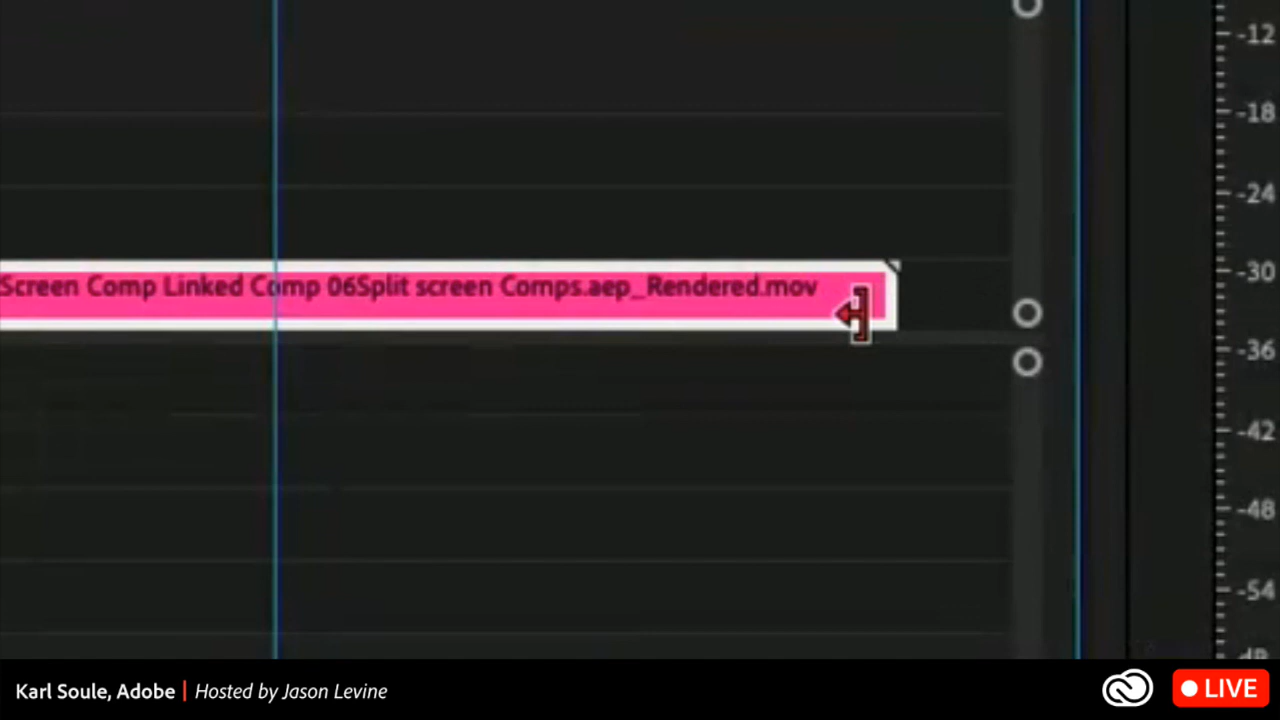 -12
-18
-24
Screen Comp Linked Comp 06Split screen Comps.aep_Rendered.mov
-30
-36
-42
-48
-54
dB
Karl Soule, Adobe | Hosted by Jason Levine
LIVE